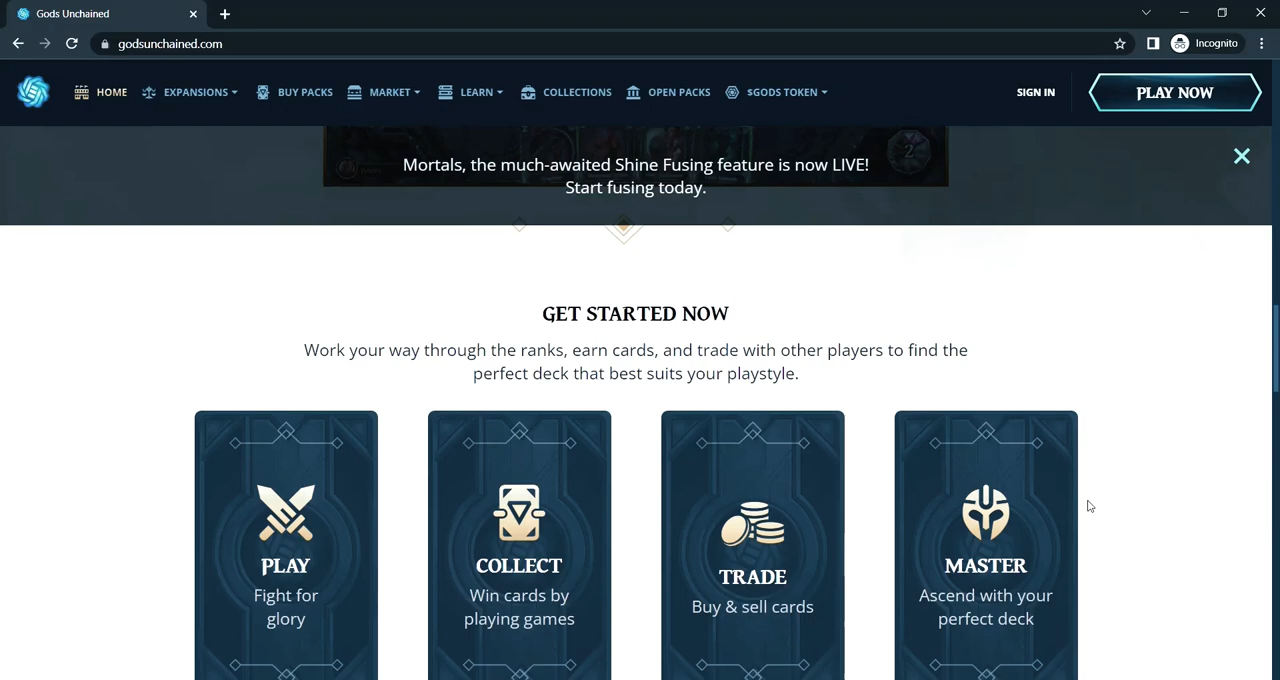 Gods Unchained
godsunchained.com
Incognito
HOME
EXPANSIONS
BUY PACKS
MARKET
LEARN
COLLECTIONS
OPEN PACKS
$GODS TOKEN
SIGN IN
PLAY NOW
2
Mortals, the much-awaited Shine Fusing feature is now LIVE!
Start fusing today.
GET STARTED NOW
Work your way through the ranks, earn cards, and trade with other players to find the
perfect deck that best suits your playstyle.
PLAY
Fight for
glory
COLLECT
Win cards by
playing games
TRADE
Buy & sell cards
MASTER
Ascend with your
perfect deck